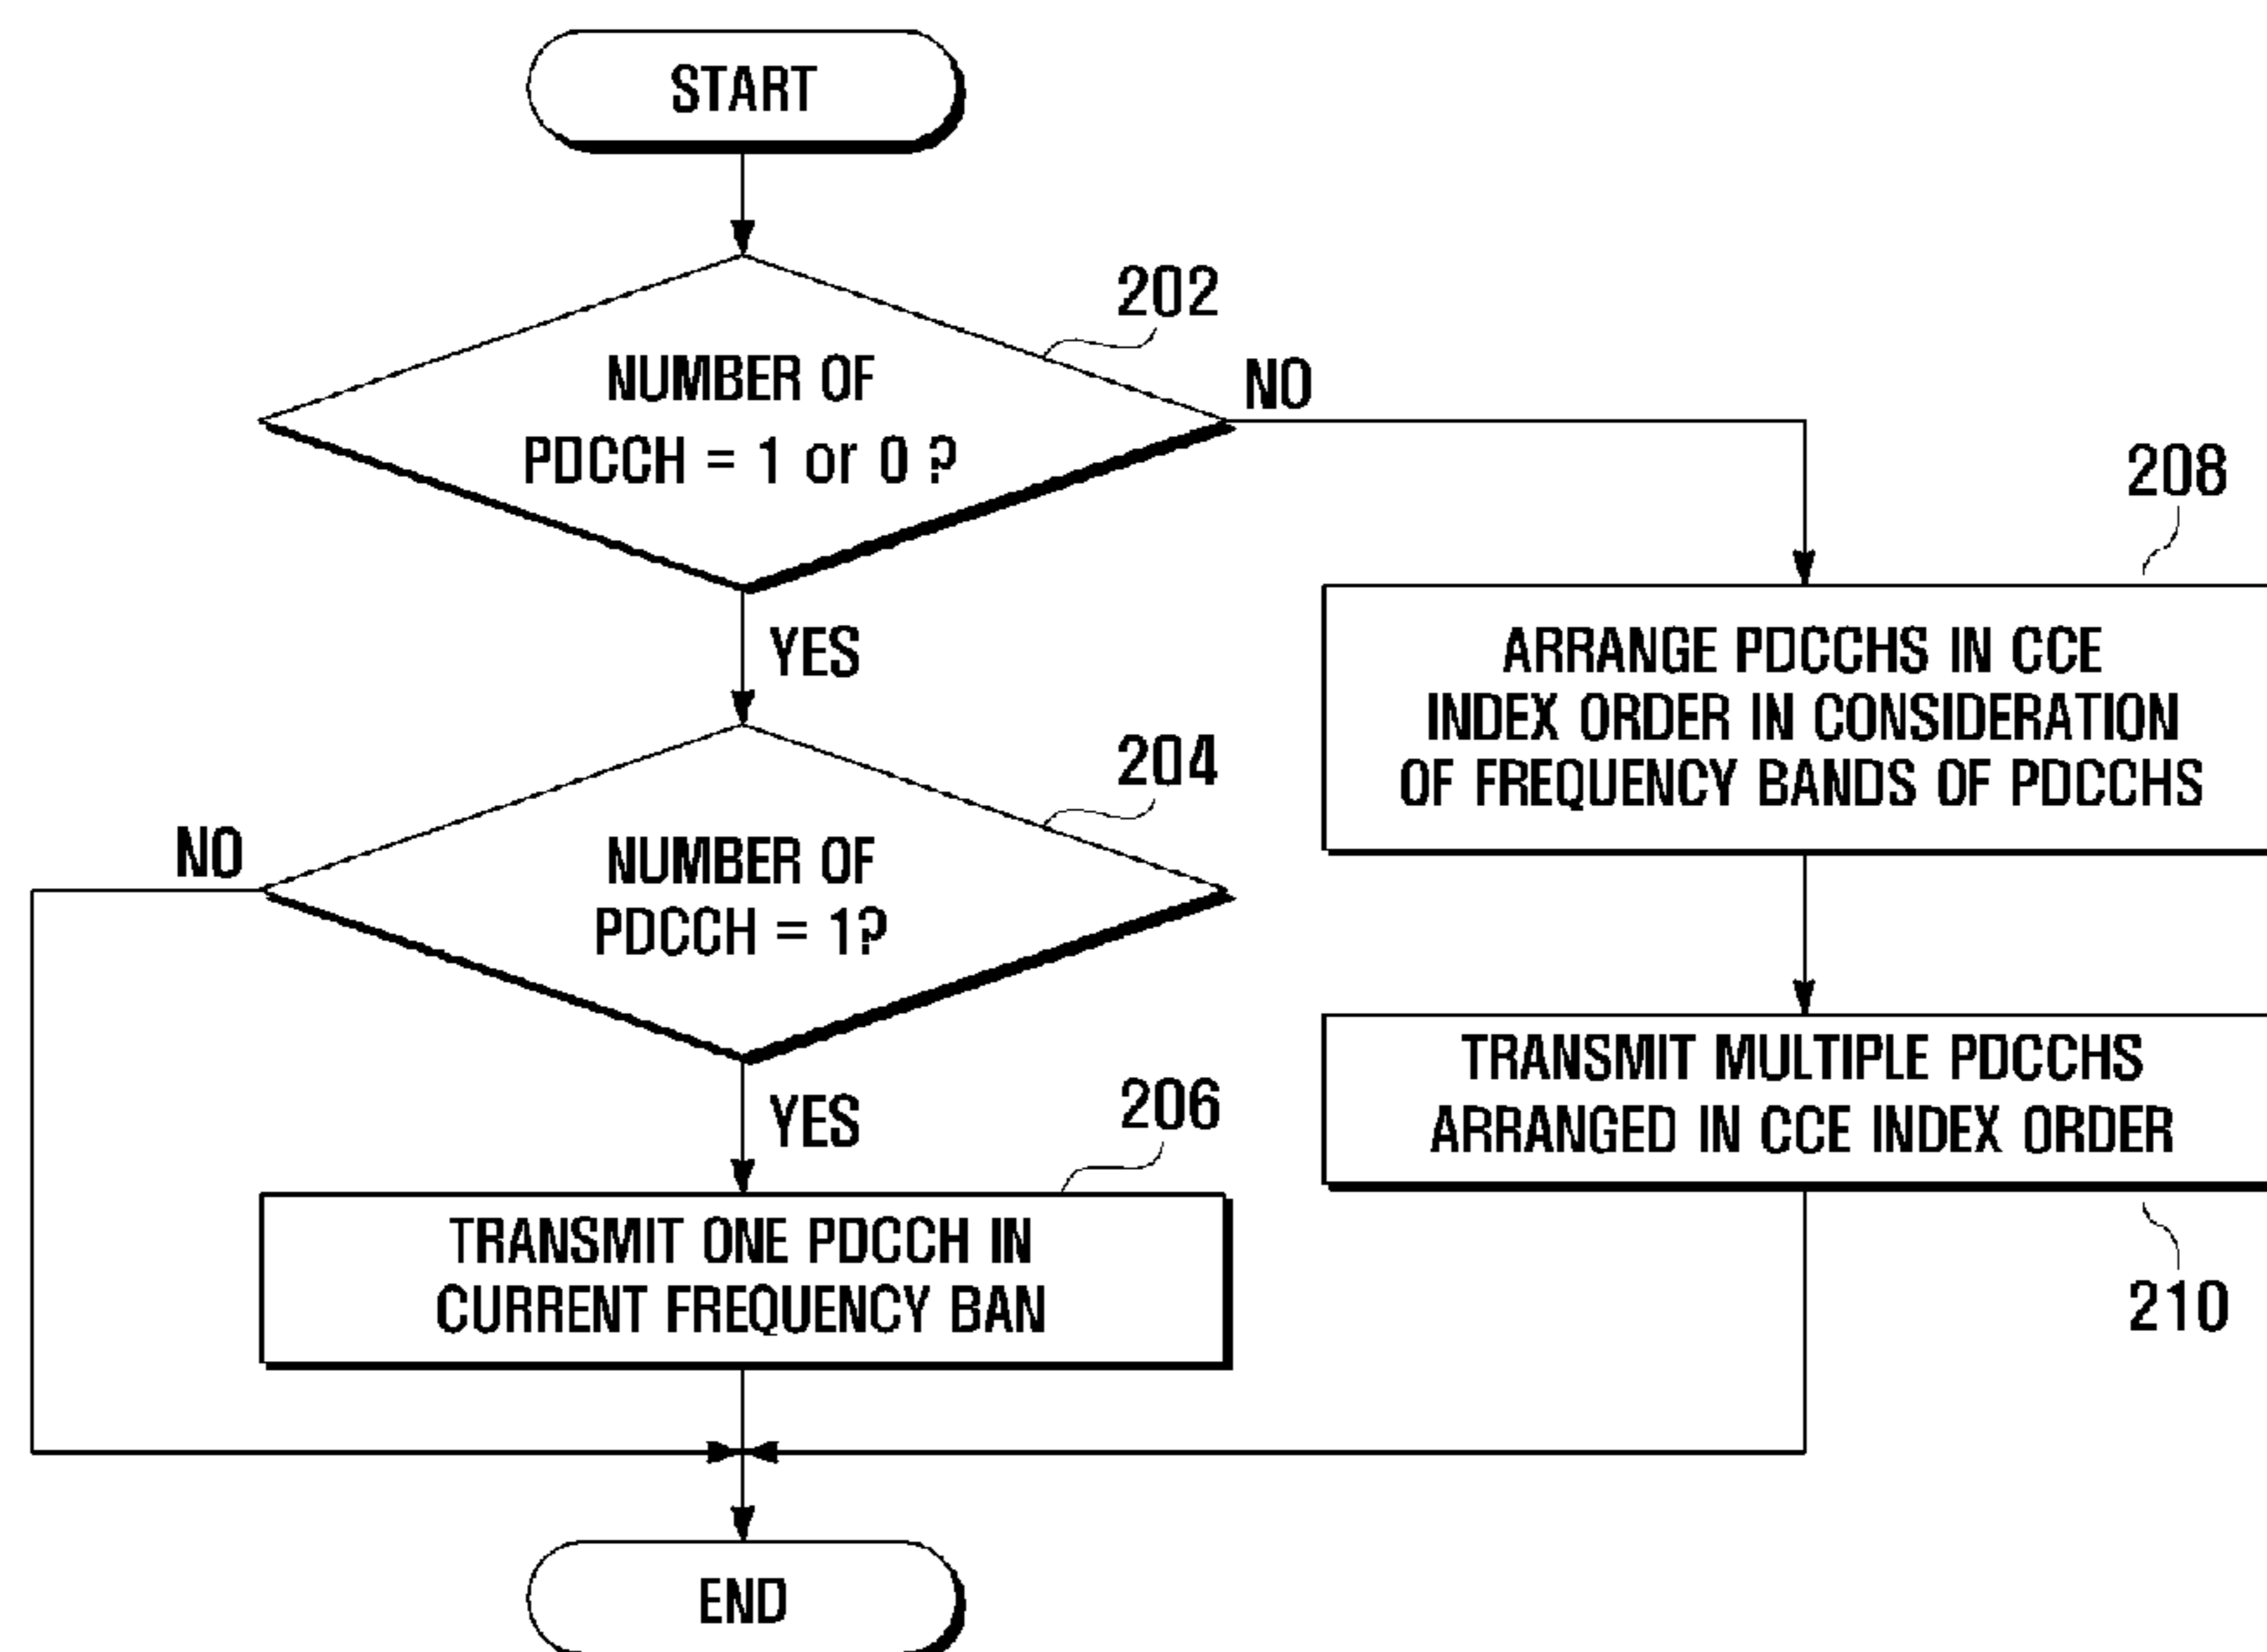 START
202
NUMBER OF
PDCCH = 1 or 0 ?
NO
YES
208
ARRANGE PDCCHS IN CCE
INDEX ORDER IN CONSIDERATION
OF FREQUENCY BANDS OF PDCCHS
204
NUMBER OF
PDCCH = 1?
NO
YES
206
TRANSMIT ONE PDCCH IN
CURRENT FREQUENCY BAN
TRANSMIT MULTIPLE PDCCHS
ARRANGED IN CCE INDEX ORDER
210
END